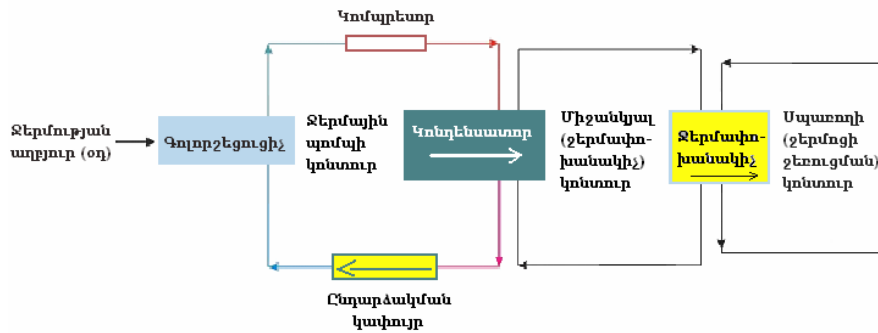 Կոմպրեսոր
Ջերմության
աղբյուր (օդ)
Գոլորշեցուցիչ
Ջերմային
պոմպի
կոնտուր
Կոնդենսատոր
Միջանկյալ
(ջերմափո-
խանակիչ)
կոնտուր
Ջերմափո-
խանակիչ
Սպառողի
(ջերմոցի
ջեռուցման)
կոնտուր
Ընդարձակման
կափույր